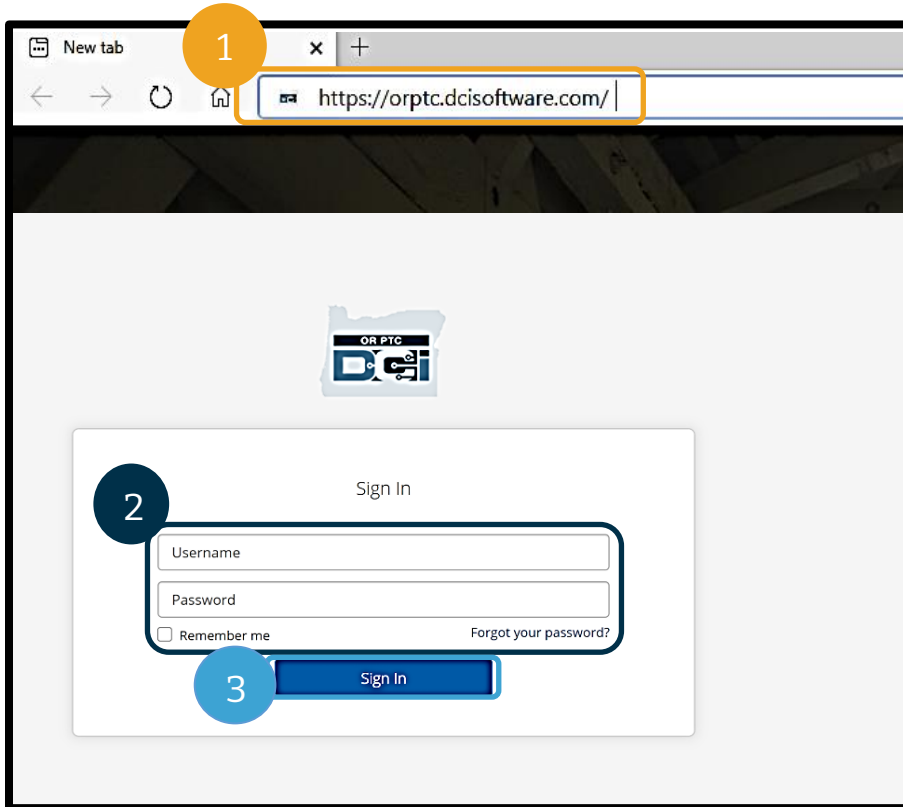 New tab
1
https://orptc.dcisoftware.com/
OR PTC
DCi
Sign In
2
Username
Password
Remember me Forgot your password?
3
Sign In